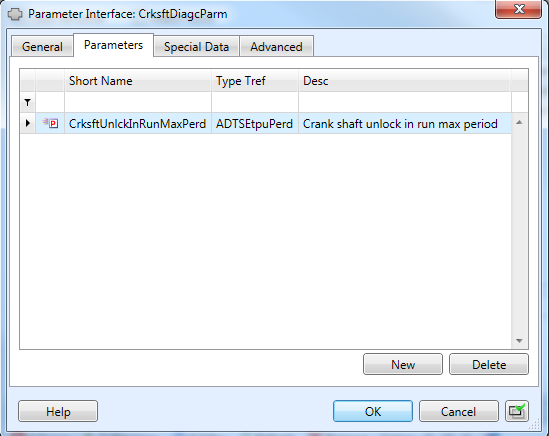 Parameter Interface: CrksftDiagcParm
General Parameters Special Data Advanced
Short Name Type Tref Desc
P CrksftUnlckInRunMaxPerd ADTSEtpuPerd Crank shaft unlock in run max period
New Delete
Help OK Cancel